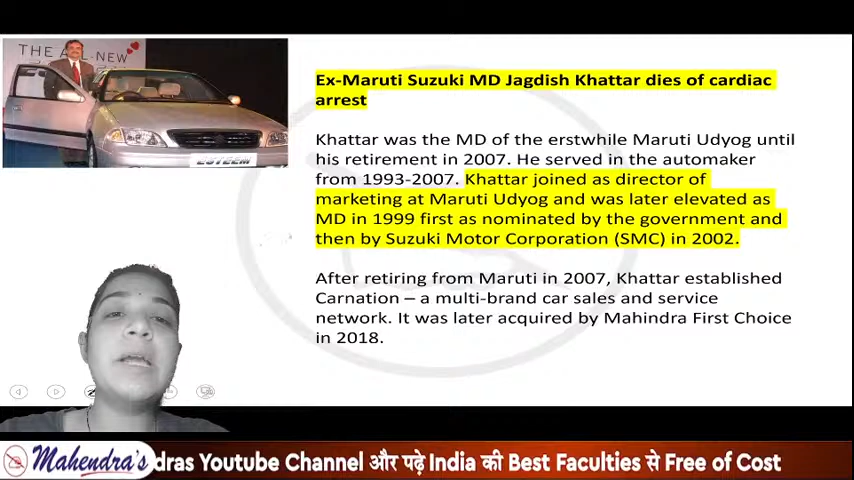 THE ALL-NEW
ESTEEM
Ex-Maruti Suzuki MD Jagdish Khattar dies of cardiac
arrest
Khattar was the MD of the erstwhile Maruti Udyog until
his retirement in 2007. He served in the automaker
from 1993-2007. Khattar joined as director of
marketing at Maruti Udyog and was later elevated as
MD in 1999 first as nominated by the government and
then by Suzuki Motor Corporation (SMC) in 2002.
After retiring from Maruti in 2007, Khattar established
Carnation – a multi-brand car sales and service
network. It was later acquired by Mahindra First Choice
in 2018.
Mahendra's
dras Youtube Channel और पढ़े India की Best Faculties से Free of Cost